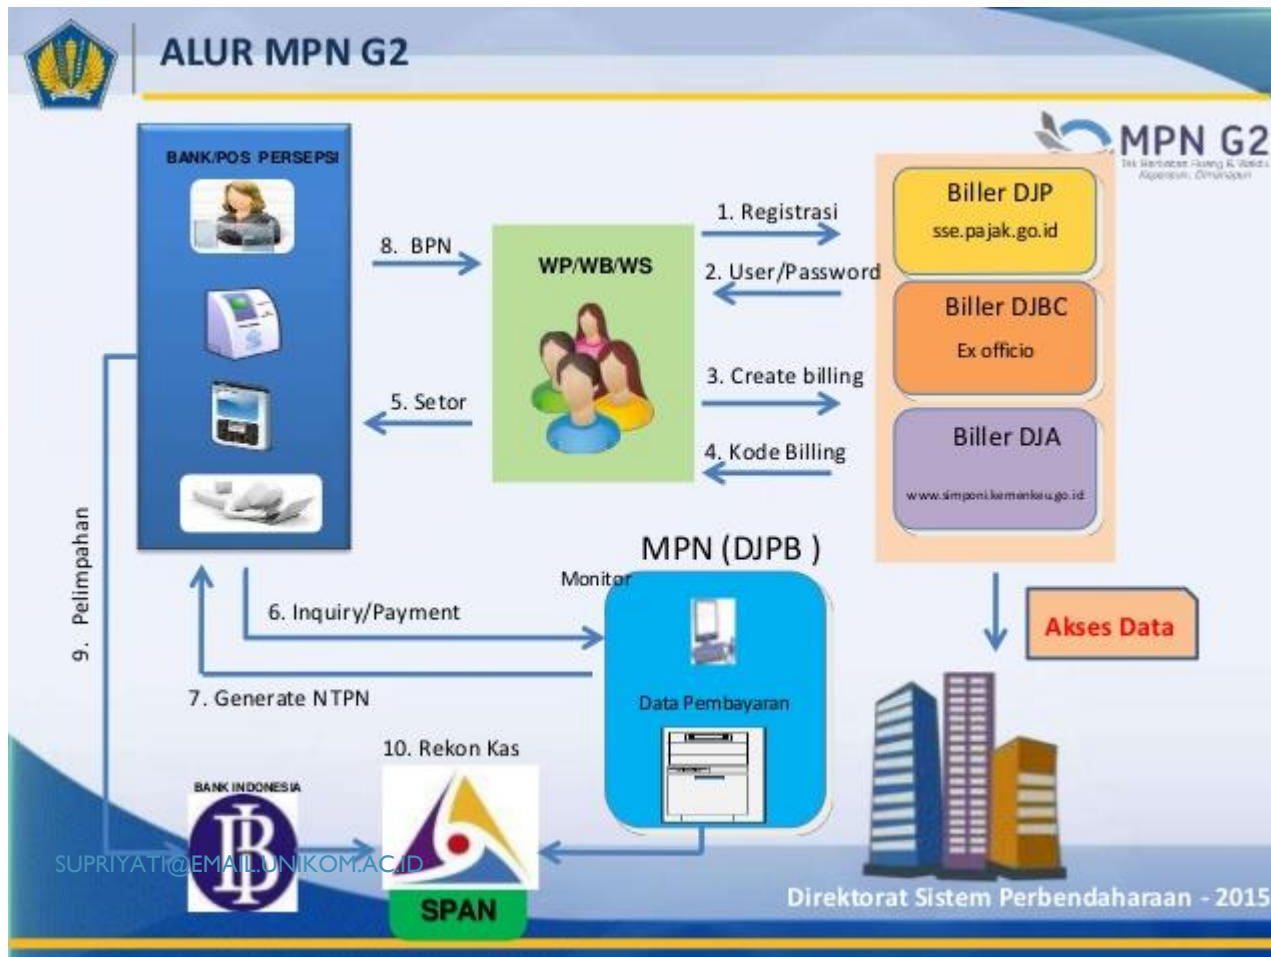 ALUR MPN G2
MPN G2
BANK/POS PERSEPSI
8. BPN
5. Setor
WP/WB/WS
1. Registrasi
2. User/Password
3. Create billing
4. Kode Billing
Biller DJP
sse.pajak.go.id
Biller DJBC
Ex officio
Biller DJA
www.simponi.kemenkeu.go.id
9. Pelimpahan
6. Inquiry/Payment
7. Generate NTPN
MPN (DJPB )
Monitor
Data Pembayaran
Akses Data
10. Rekon Kas
BANK INDONESIA
SPAN
SUPRIYATI@EMAIL.UNIKOM.AC.ID
Direktorat Sistem Perbendaharaan - 2015